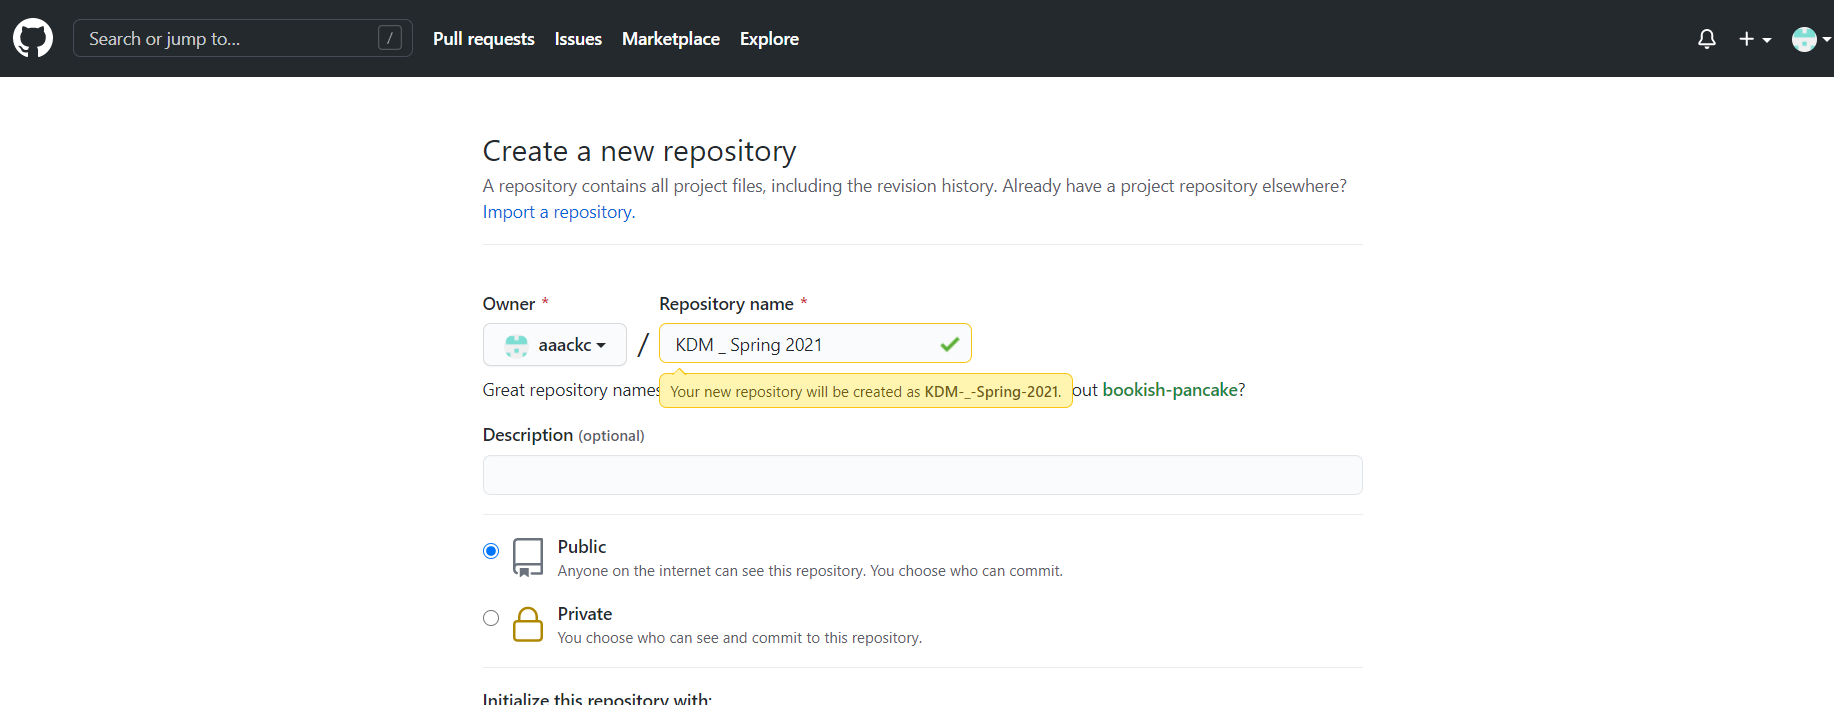 Search or jump to... /
Pull requests Issues Marketplace Explore
Create a new repository
A repository contains all project files, including the revision history. Already have a project repository elsewhere?
Import a repository.
Owner * Repository name *
aaackc / KDM _ Spring 2021
Great repository names
Your new repository will be created as KDM-_-Spring-2021.
out bookish-pancake?
Description (optional)
Public
Anyone on the internet can see this repository. You choose who can commit.
Private
You choose who can see and commit to this repository.
Initialize this repository with: